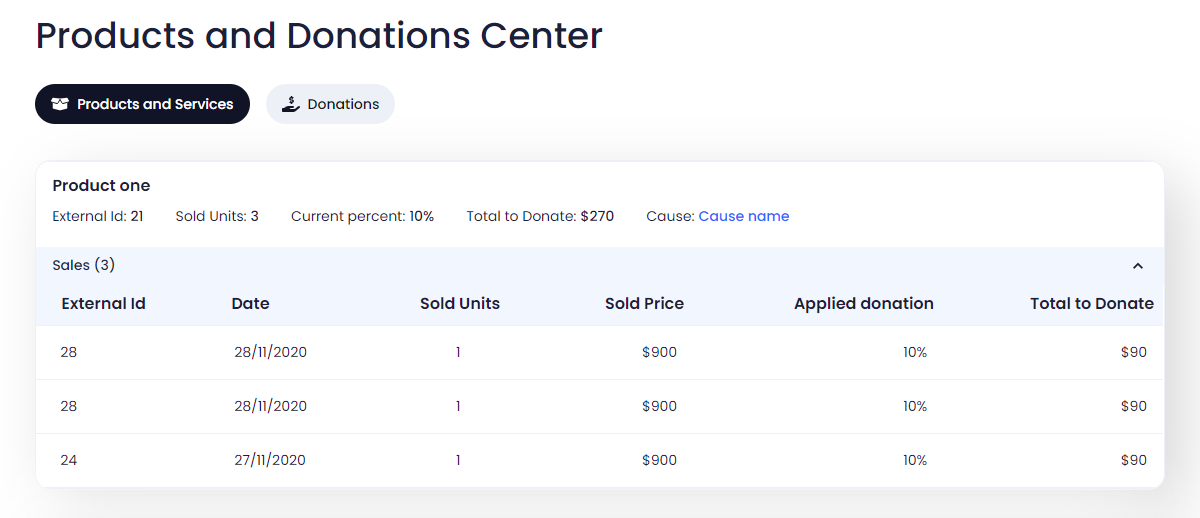 Products and Donations Center
Products and Services Donations
Product one
External Id: 21 Sold Units: 3 Current percent: 10% Total to Donate: $270 Cause: Cause name
Sales (3)
External Id Date Sold Units Sold Price Applied donation Total to Donate
28 28/11/2020 1 $900 10% $90
28 28/11/2020 1 $900 10% $90
24 27/11/2020 1 $900 10% $90